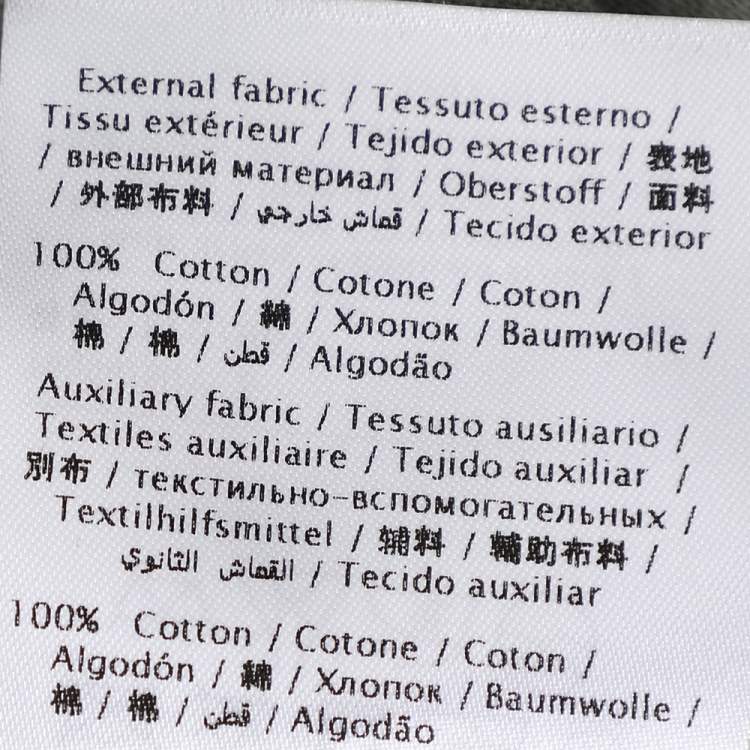 External fabric / Tessuto esterno /
Tissu extérieur / Tejido exterior / 表地
/ внешний материал / Oberstoff / 面料
/ 外部布料 / قماش خارجي / Tecido exterior
100% Cotton / Cotone / Coton /
Algodón / 綿 / Хлопок / Baumwolle /
棉 / 棉 / قطن / Algodão
Auxiliary fabric / Tessuto ausiliario /
Textiles auxiliaire / Tejido auxiliar /
別布 / текстильно-вспомогательных /
Textilhilfsmittel / 辅料 / 輔助布料 /
القماش الثانوي / Tecido auxiliar
100% Cotton / Cotone / Coton /
Algodón / 綿 / Хлопок / Baumwolle /
棉 / 棉 / قطن / Algodão